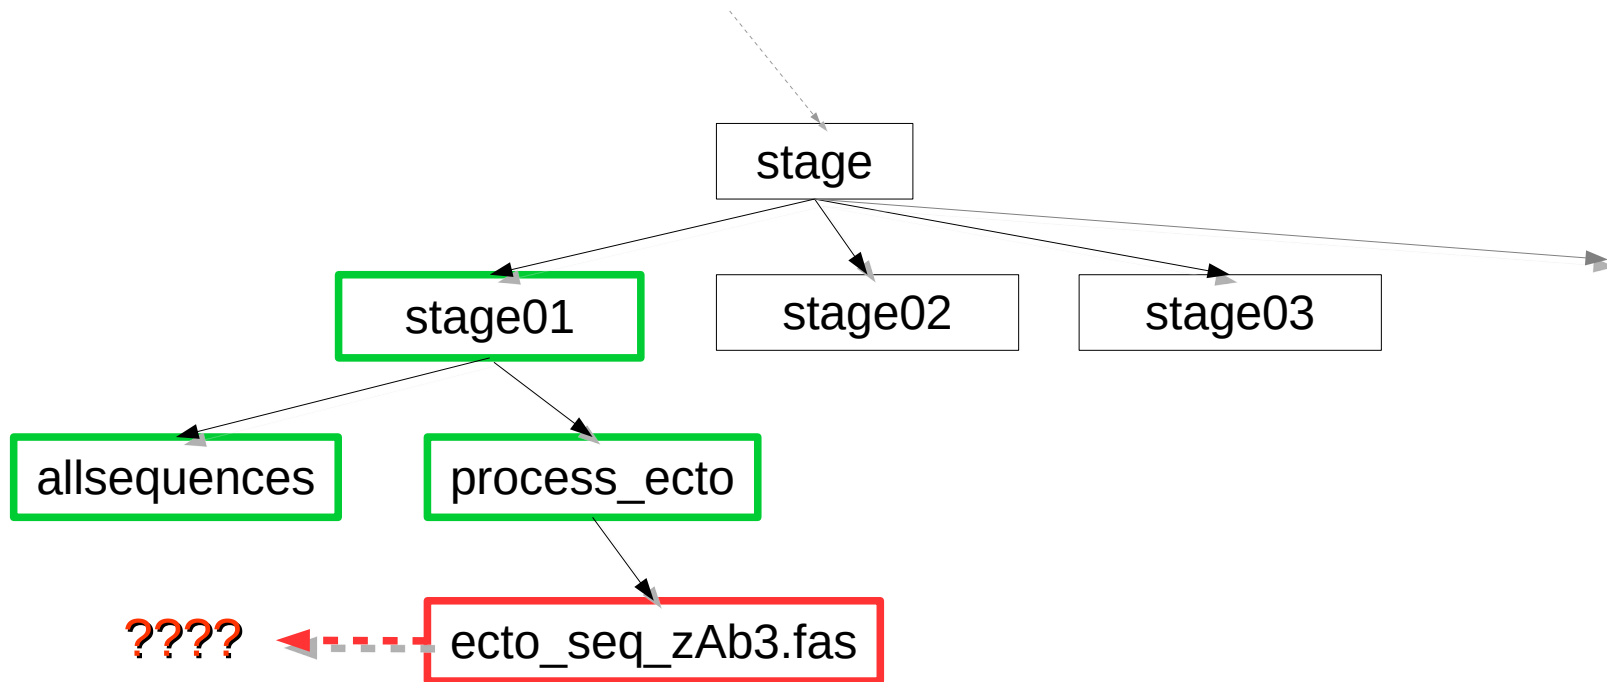 stage
stage01
stage02
stage03
allsequences
process_ecto
????
ecto_seq_zAb3.fas